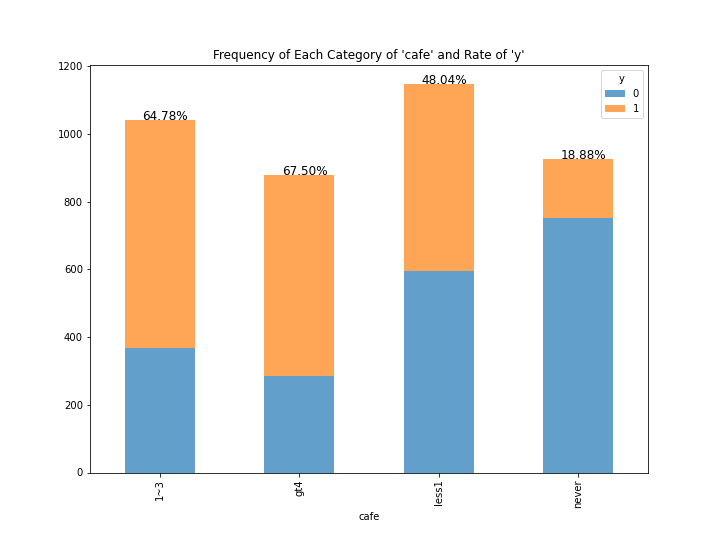 Frequency of Each Category of 'cafe' and Rate of 'y'
1200
1000
800
600
400
200
0
64.78%
67.50%
48.04%
18.88%
y
0
1
1~3
gt4
less1
never
cafe